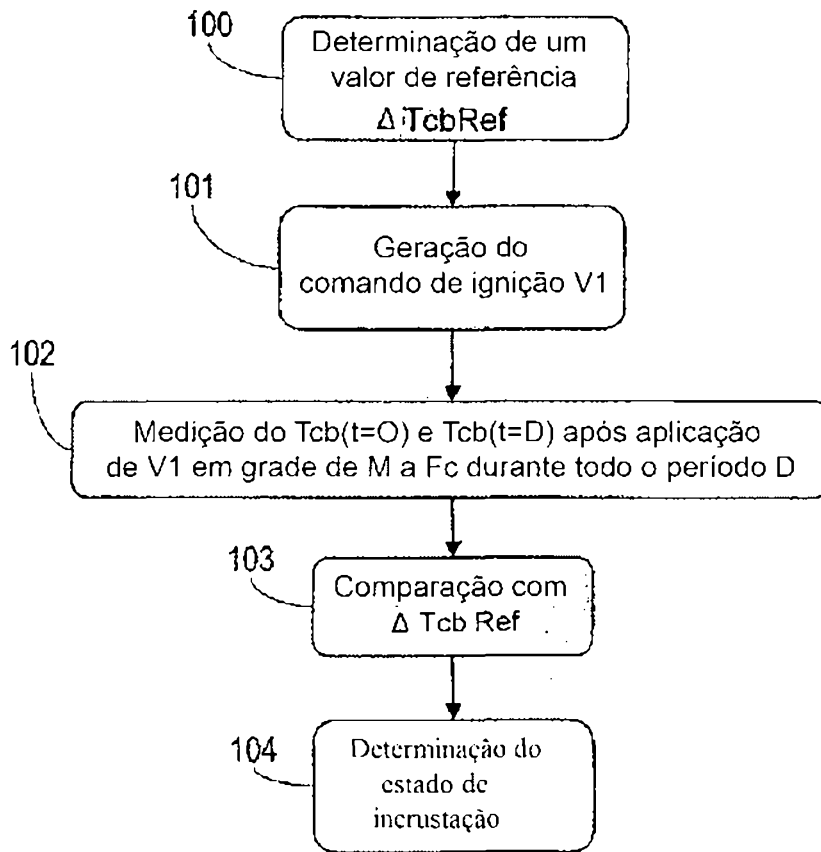 100
Determinação de um
valor de referência
Δ TcbRef
101
Geração do
comando de ignição V1
102
Medição do Tcb(t=O) e Tcb(t=D) após aplicação
de V1 em grade de M a Fc durante todo o período D
103
Comparação com
Δ Tcb Ref
104
Determinação do
estado de
incrustação